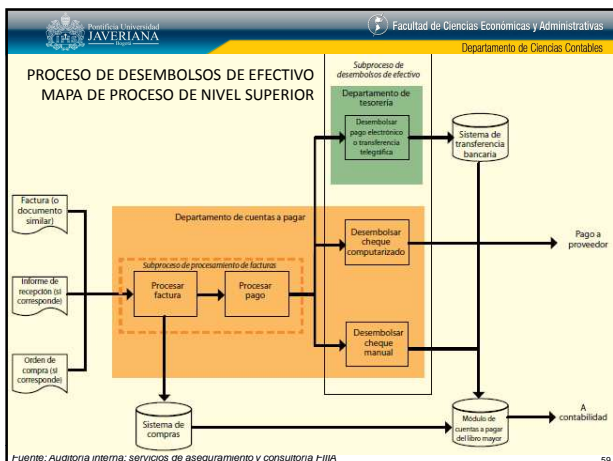 Pontificia Universidad
JAVERIANA
Bogotá
Facultad de Ciencias Económicas y Administrativas
Departamento de Ciencias Contables
PROCESO DE DESEMBOLSOS DE EFECTIVO
MAPA DE PROCESO DE NIVEL SUPERIOR
Subproceso de
desembolsos de efectivo
Departamento de
tesorería
Desembolsar
pago electrónico
o transferencia
telegráfica
Sistema de
transferencia
bancaria
Factura (o
documento
similar)
Departamento de cuentas a pagar
Desembolsar
cheque
computarizado
Pago a
proveedor
Subproceso de procesamiento de facturas
Informe de
recepción (si
corresponde)
Procesar
factura
Procesar
pago
Desembolsar
cheque
manual
Orden de
compra (si
corresponde)
Sistema de
compras
Módulo de
cuentas a pagar
del libro mayor
A
contabilidad
Fuente: Auditoría interna: servicios de aseguramiento y consultoría FIIA
59